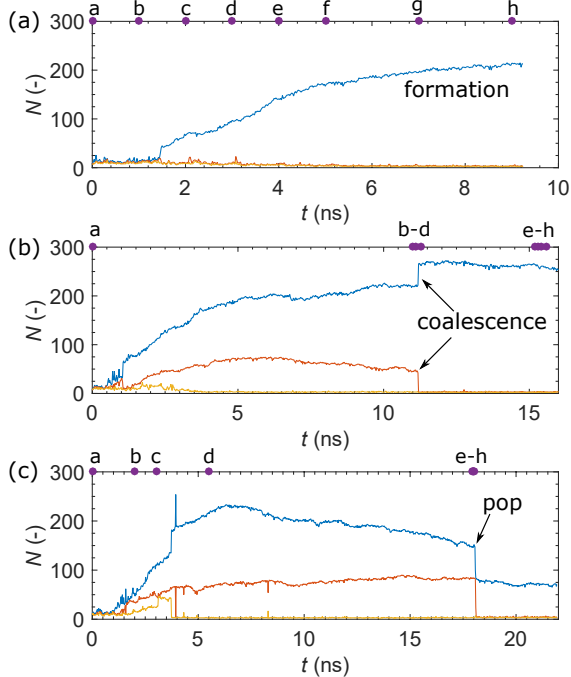 (a) a b c d e f g h
300
200
100
0
N (-)
formation
0 2 4 6 8 10
t (ns)
(b) a b-d e-h
300
200
100
0
N (-)
coalescence
0 5 10 15
t (ns)
(c) a b c d e-h
300
200
100
0
N (-)
pop
0 5 10 15 20
t (ns)